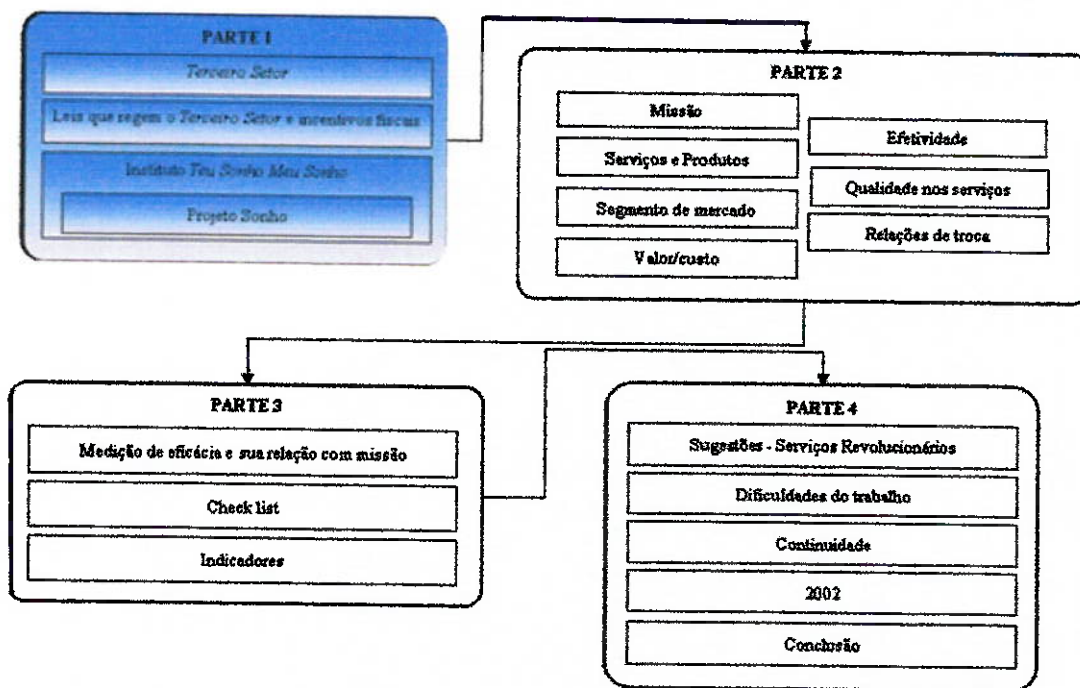 PARTE 1
Terceiro Setor
Leis que regem o Terceiro Setor e incentivos fiscais
Instituto Teu Sonho Meu Sonho
Projeto Sonho
PARTE 2
Missão
Serviços e Produtos
Segmento de mercado
Valor/custo
Efetividade
Qualidade nos serviços
Relações de troca
PARTE 3
Medição de eficácia e sua relação com missão
Check list
Indicadores
PARTE 4
Sugestões - Serviços Revolucionários
Dificuldades do trabalho
Continuidade
2002
Conclusão